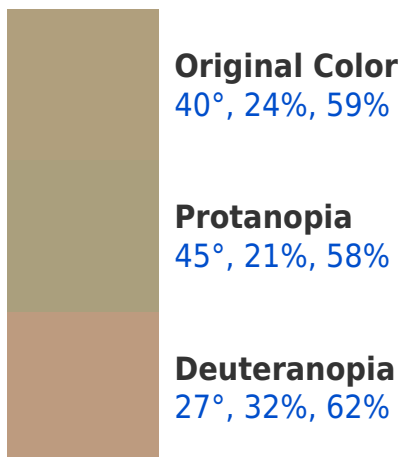 Original Color
40°, 24%, 59%
Protanopia
45°, 21%, 58%
Deuteranopia
27°, 32%, 62%